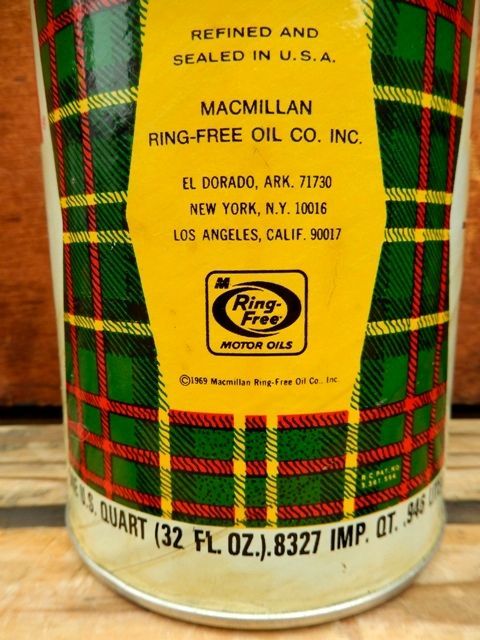 REFINED AND
SEALED IN U.S.A.
MACMILLAN
RING-FREE OIL CO. INC.
EL DORADO, ARK. 71730
NEW YORK, N.Y. 10016
LOS ANGELES, CALIF. 90017
M
Ring-
Free
MOTOR OILS
©1969 Macmillan Ring-Free Oil Co., Inc.
U.S. QUART (32 FL. OZ.).8327 IMP. QT. .946